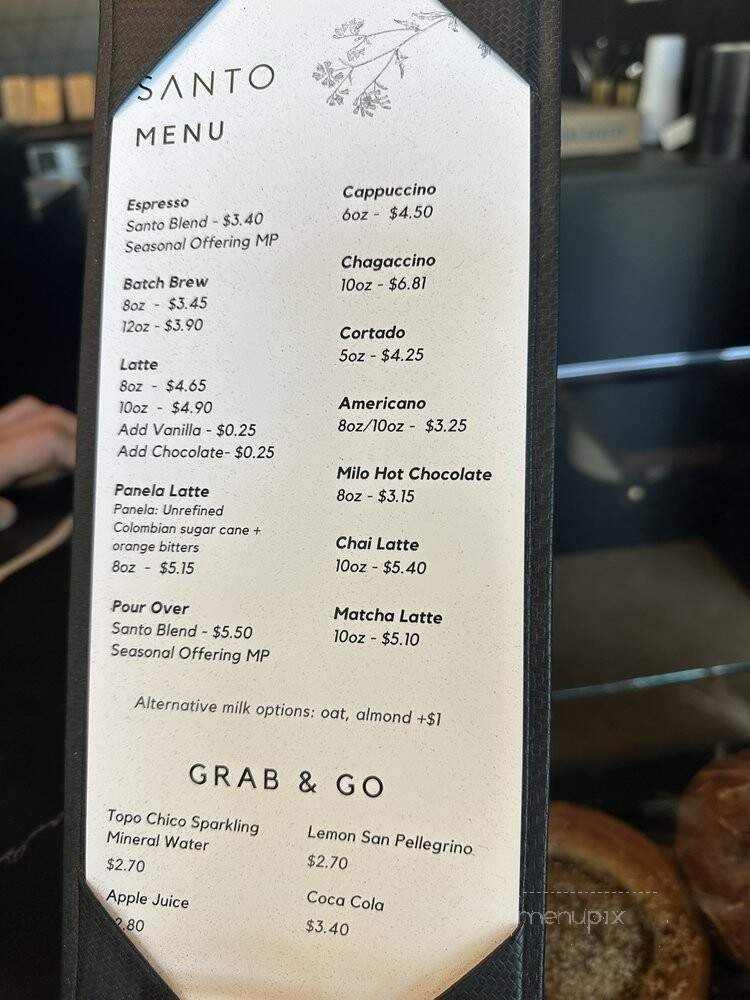 SANTO
MENU
Espresso
Santo Blend - $3.40
Seasonal Offering MP
Batch Brew
8oz - $3.45
12oz - $3.90
Latte
8oz - $4.65
10oz - $4.90
Add Vanilla - $0.25
Add Chocolate- $0.25
Panela Latte
Panela: Unrefined
Colombian sugar cane +
orange bitters
8oz - $5.15
Pour Over
Santo Blend - $5.50
Seasonal Offering MP
Cappuccino
6oz - $4.50
Chagaccino
10oz - $6.81
Cortado
5oz - $4.25
Americano
8oz/10oz - $3.25
Milo Hot Chocolate
8oz - $3.15
Chai Latte
10oz - $5.40
Matcha Latte
10oz - $5.10
Alternative milk options: oat, almond +$1
GRAB & GO
Topo Chico Sparkling
Mineral Water
$2.70
Apple Juice
2.80
Lemon San Pellegrino
$2.70
Coca Cola
$3.40
menupix